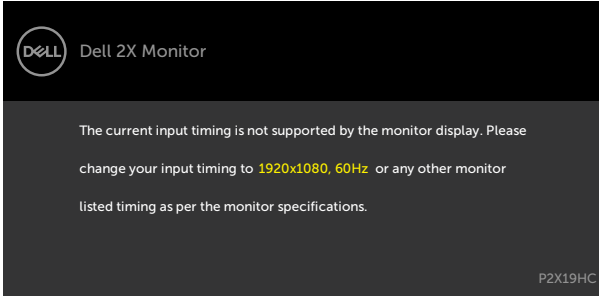 DELL Dell 2X Monitor
The current input timing is not supported by the monitor display. Please
change your input timing to 1920x1080, 60Hz or any other monitor
listed timing as per the monitor specifications.
P2X19HC